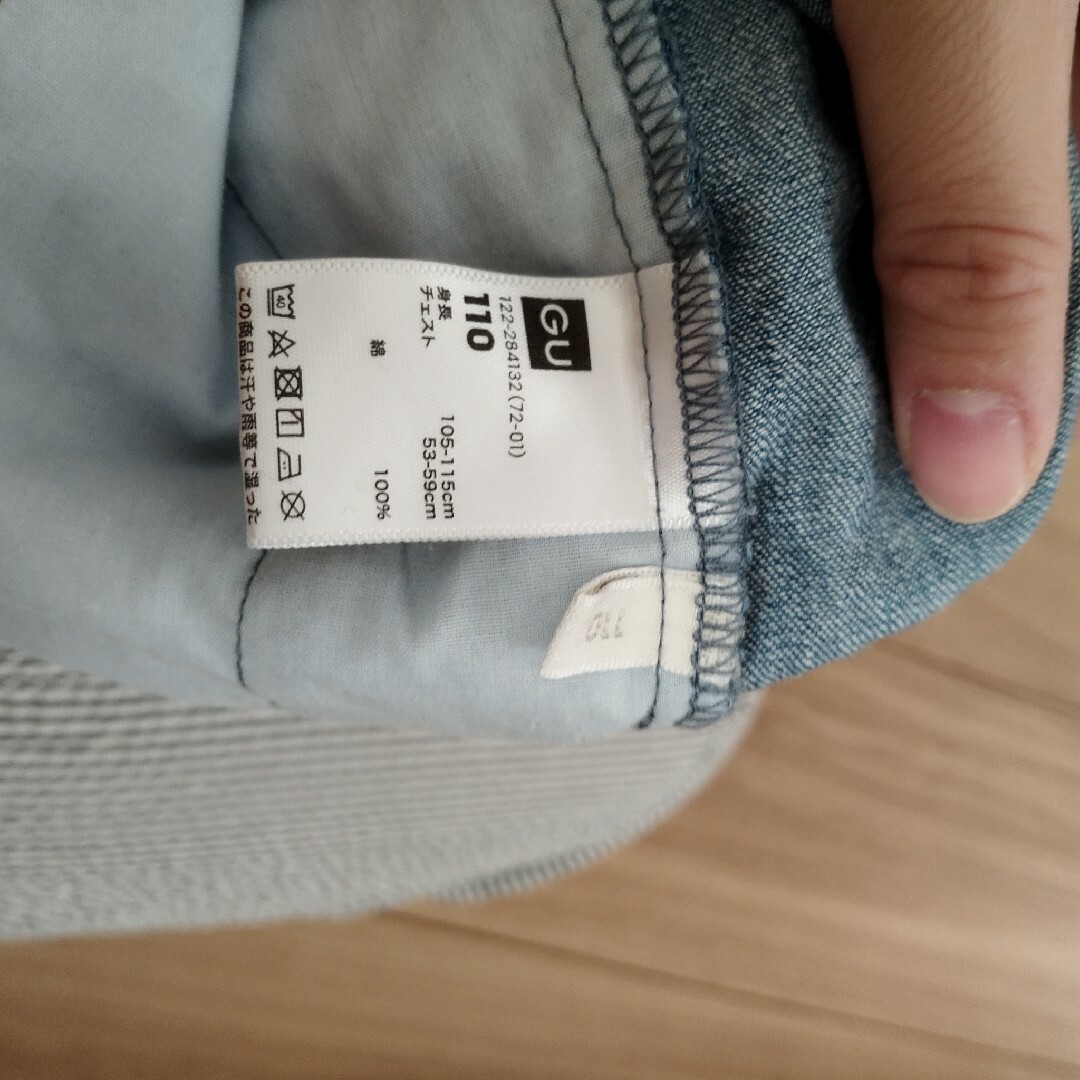 GU
122-284132 (72-01)
110
身長 105-115cm
チェスト 53-59cm
綿 100%
40
この商品は汗や雨等で湿った